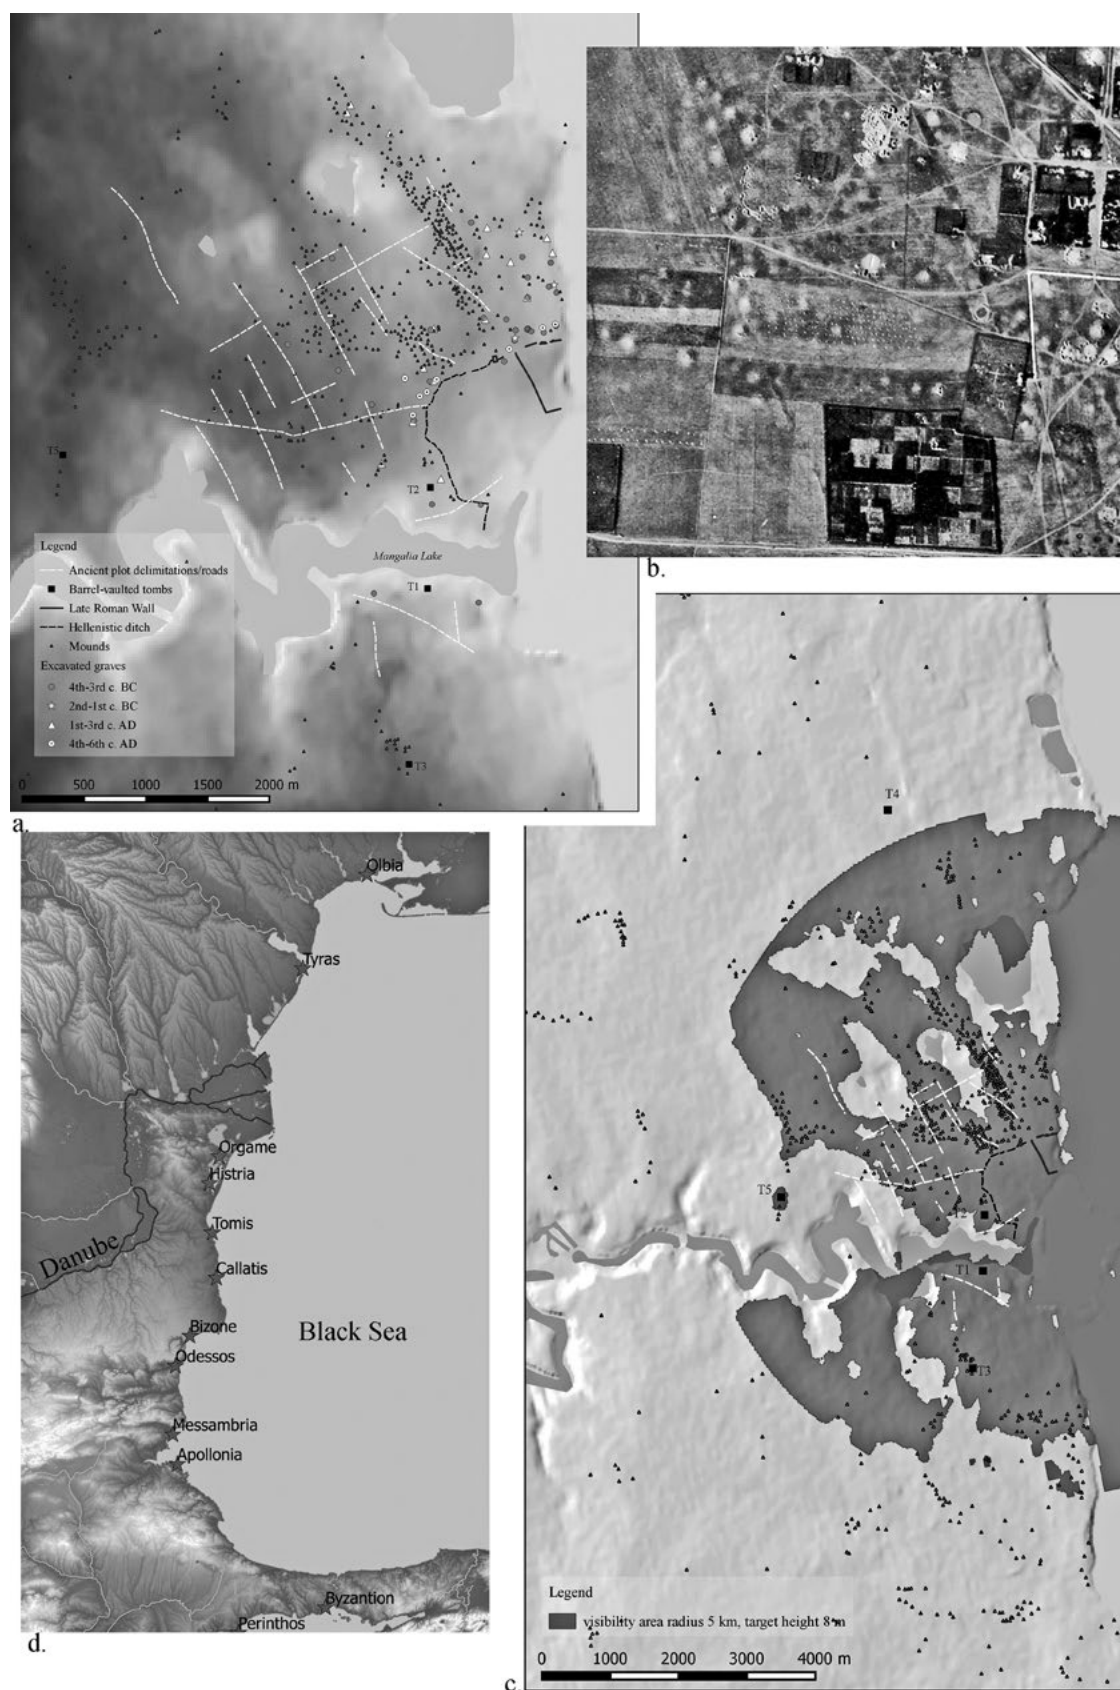 T5
T2
Mangalia Lake
T1
T3
Legend
Ancient plot delimitations/roads
Barrel-vaulted tombs
Late Roman Wall
Hellenistic ditch
Mounds
Excavated graves
4th-3rd c. BC
2nd-1st c. BC
1st-3rd c. AD
4th-6th c. AD
0 500 1000 1500 2000 m
a.
b.
T4
T5
T2
T1
T3
Legend
visibility area radius 5 km, target height 8 m
0 1000 2000 3000 4000 m
c.
Olbia
Tyras
Orgame
Histria
Tomis
Danube
Callatis
Bizone
Black Sea
Odessos
Messambria
Apollonia
Byzantion
Perinthos
d.